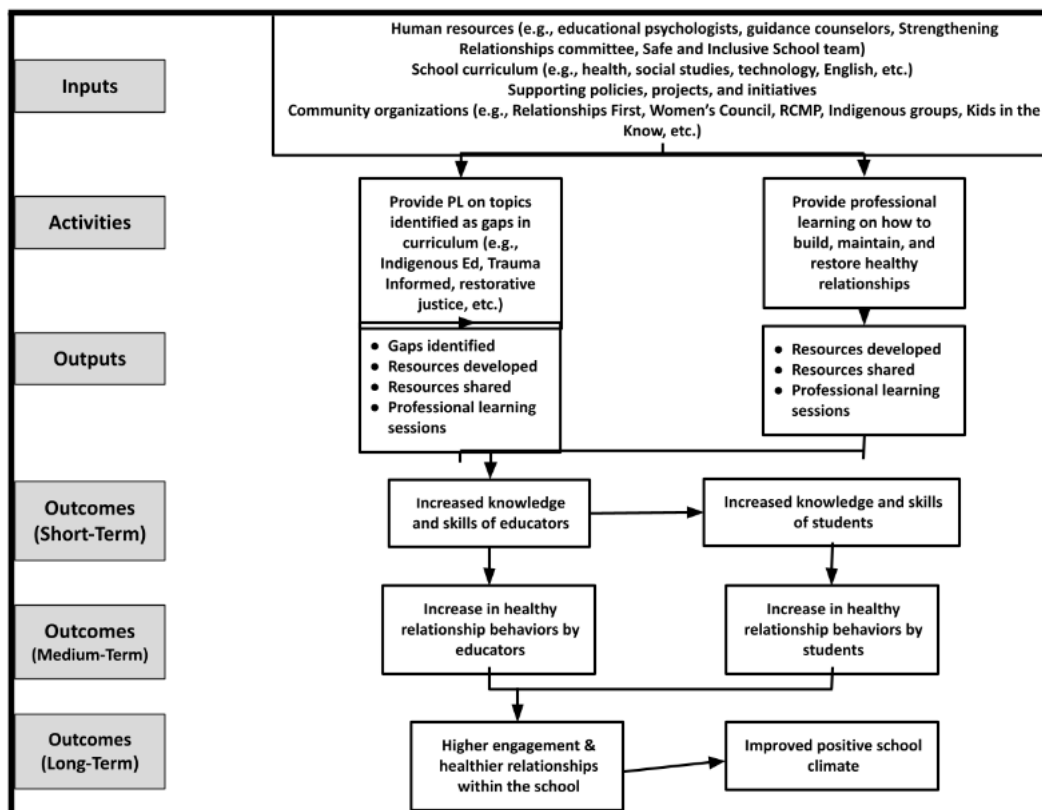 Inputs
Human resources (e.g., educational psychologists, guidance counselors, Strengthening
Relationships committee, Safe and Inclusive School team)
School curriculum (e.g., health, social studies, technology, English, etc.)
Supporting policies, projects, and initiatives
Community organizations (e.g., Relationships First, Women's Council, RCMP, Indigenous groups, Kids in the
Know, etc.)
Activities
Provide PL on topics
identified as gaps in
curriculum (e.g.,
Indigenous Ed, Trauma
Informed, restorative
justice, etc.)
Provide professional
learning on how to
build, maintain, and
restore healthy
relationships
Outputs
● Gaps identified
● Resources developed
● Resources shared
● Professional learning
sessions
● Resources developed
● Resources shared
● Professional learning
sessions
Outcomes
(Short-Term)
Increased knowledge
and skills of educators
Increased knowledge and skills
of students
Outcomes
(Medium-Term)
Increase in healthy
relationship behaviors by
educators
Increase in healthy
relationship behaviors by
students
Outcomes
(Long-Term)
Higher engagement &
healthier relationships
within the school
Improved positive school
climate